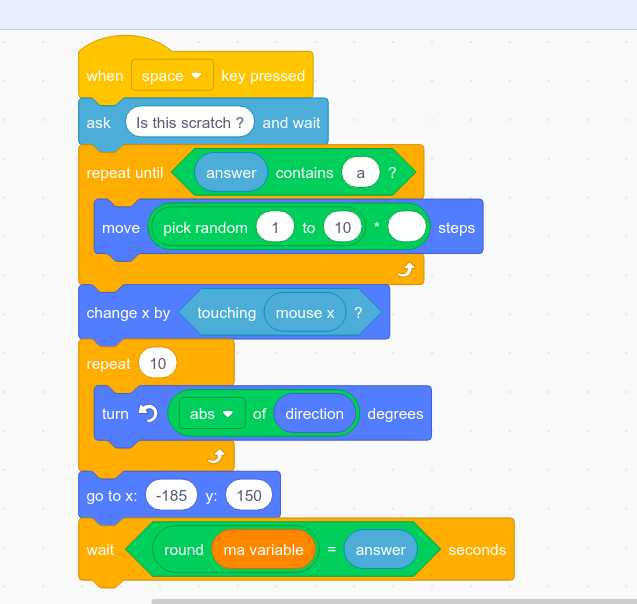 when space key pressed
ask Is this scratch ? and wait
repeat until answer contains a ?
move pick random 1 to 10 * steps
change x by touching mouse x ?
repeat 10
turn abs of direction degrees
go to x: -185 y: 150
wait round ma variable = answer seconds